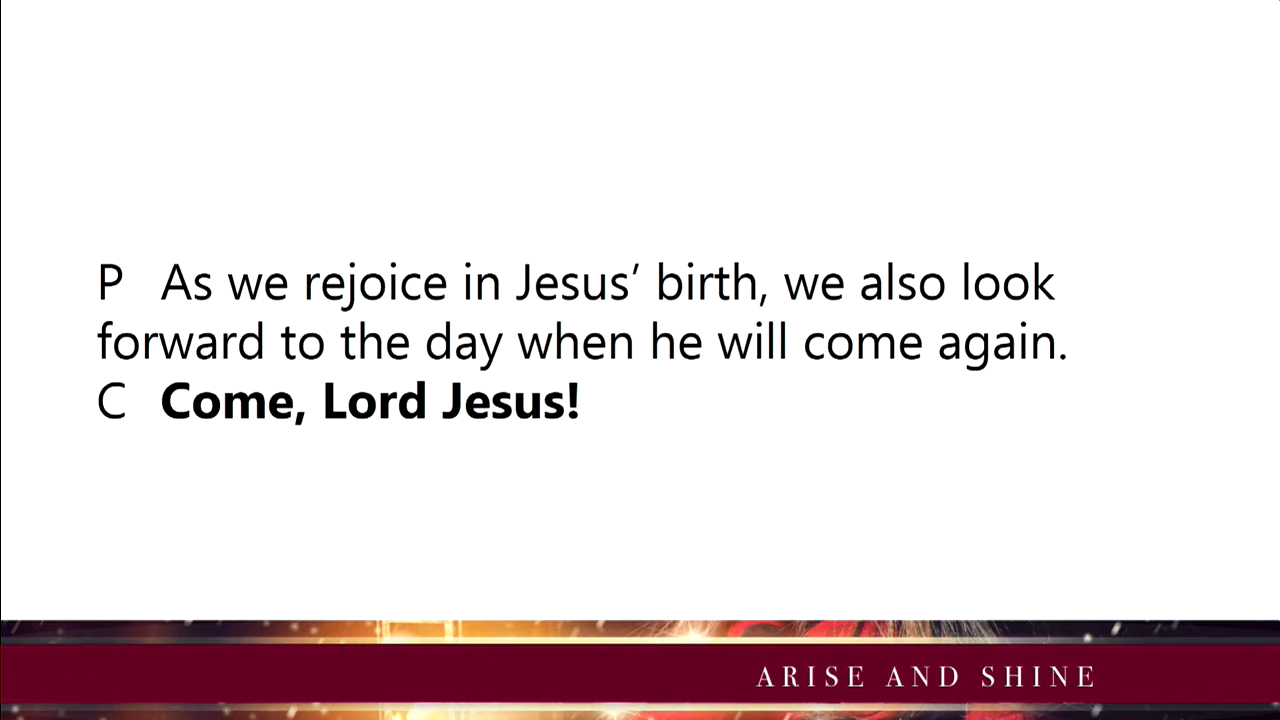 P As we rejoice in Jesus’ birth, we also look
forward to the day when he will come again.
C Come, Lord Jesus!
ARISE AND SHINE